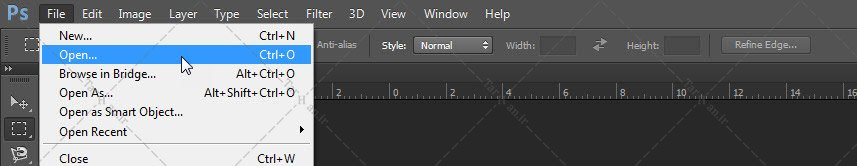 Ps File Edit Image Layer Type Select Filter 3D View Window Help
New... Ctrl+N
Anti-alias Style: Normal Width: Height: Refine Edge...
Open... Ctrl+O
Browse in Bridge... Alt+Ctrl+O
Open As... Alt+Shift+Ctrl+O
2 0 2 4 6 8 10 12 14 16
Open as Smart Object...
Open Recent
Close Ctrl+W